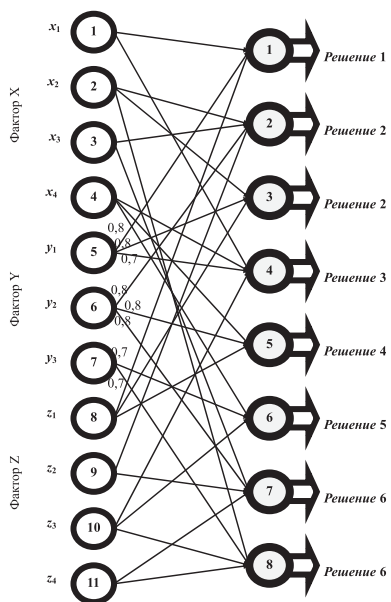 Фактор X
Фактор Y
Фактор Z
x1 1
x2 2
x3 3
x4 4
y1 5
y2 6
y3 7
z1 8
z2 9
z3 10
z4 11
0,8
0,8
0,7
0,8
0,8
0,8
0,7
0,7
1 Решение 1
2 Решение 2
3 Решение 2
4 Решение 3
5 Решение 4
6 Решение 5
7 Решение 6
8 Решение 6